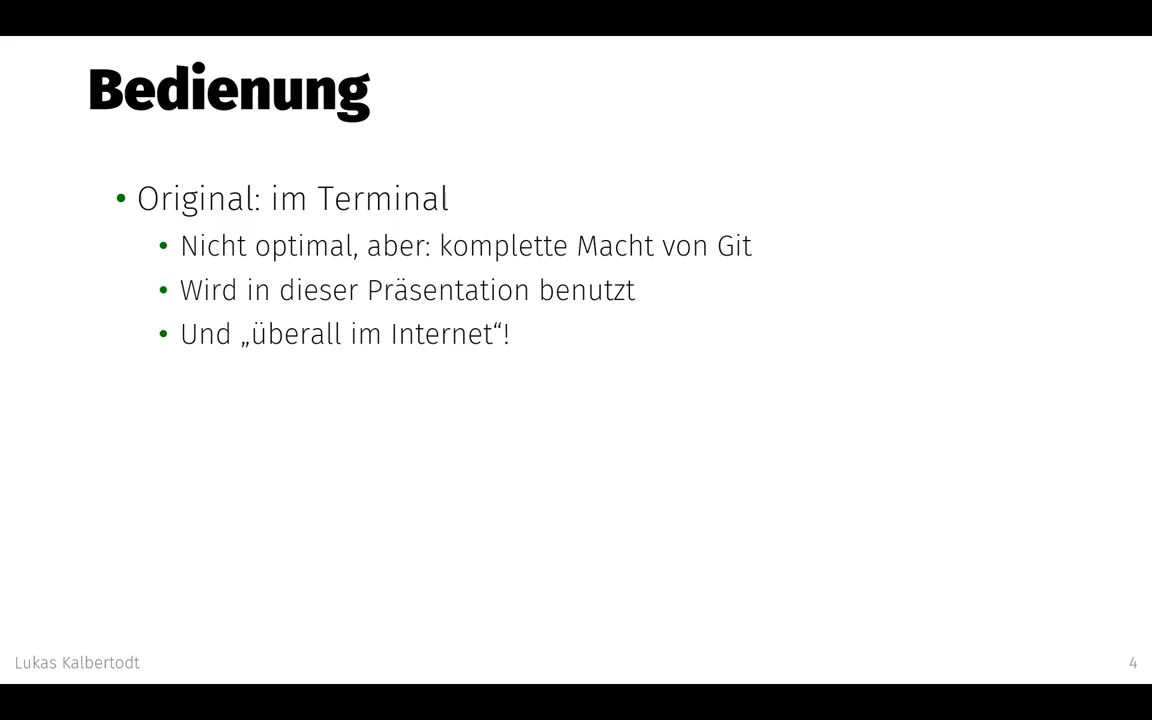 Bedienung
• Original: im Terminal
• Nicht optimal, aber: komplette Macht von Git
• Wird in dieser Präsentation benutzt
• Und „überall im Internet“!
Lukas Kalbertodt
4